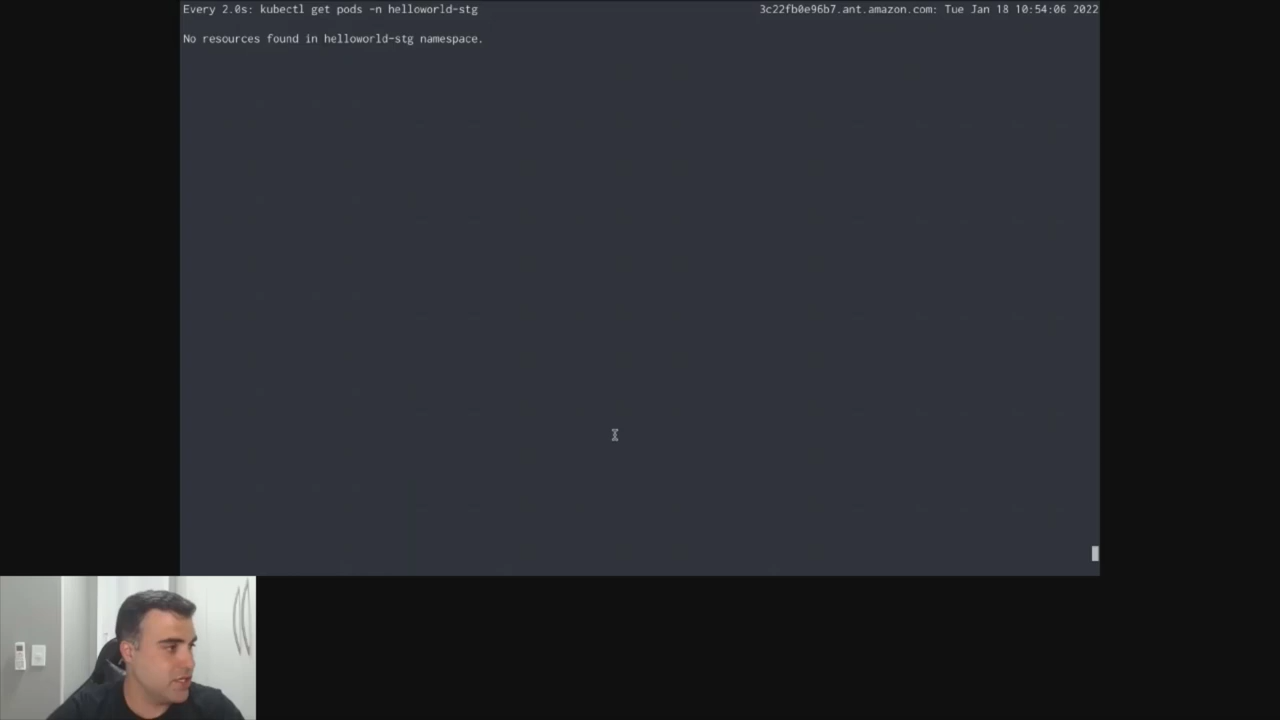 Every 2.0s: kubectl get pods -n helloworld-stg
3c22fb0e96b7.ant.amazon.com: Tue Jan 18 10:54:06 2022
No resources found in helloworld-stg namespace.